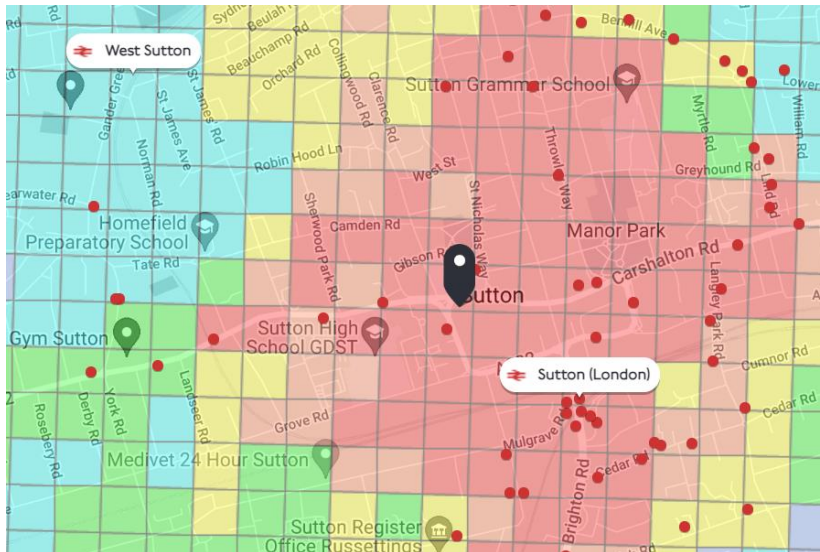 Beulah Rd
Benhill Ave
West Sutton
Beauchamp Rd
Orchard Rd
Collingwood Rd
Clarence Rd
Sutton Grammar School
Lower
Gander Gree
St James' Rd
St James Ave
Norman Rd
Myrtle Rd
William Rd
Robin Hood Ln
West St
Throwley Way
Greyhound Rd
Lind Rd
earwater Rd
Homefield
Preparatory School
Sherwood Park Rd
Camden Rd
St Nicholas Way
Manor Park
Tate Rd
Gibson
Carshalton Rd
Langley Park Rd
Sutton
A
Gym Sutton
Sutton High
School GDST
Cumnor Rd
Sutton (London)
2
Rosebery Rd
Derby Rd
York Rd
Landseer Rd
Grove Rd
Mulgrave Rd
Cedar Rd
Medivet 24 Hour Sutton
Cedar Rd
Brighton Rd
Sutton Register
Office Russettings